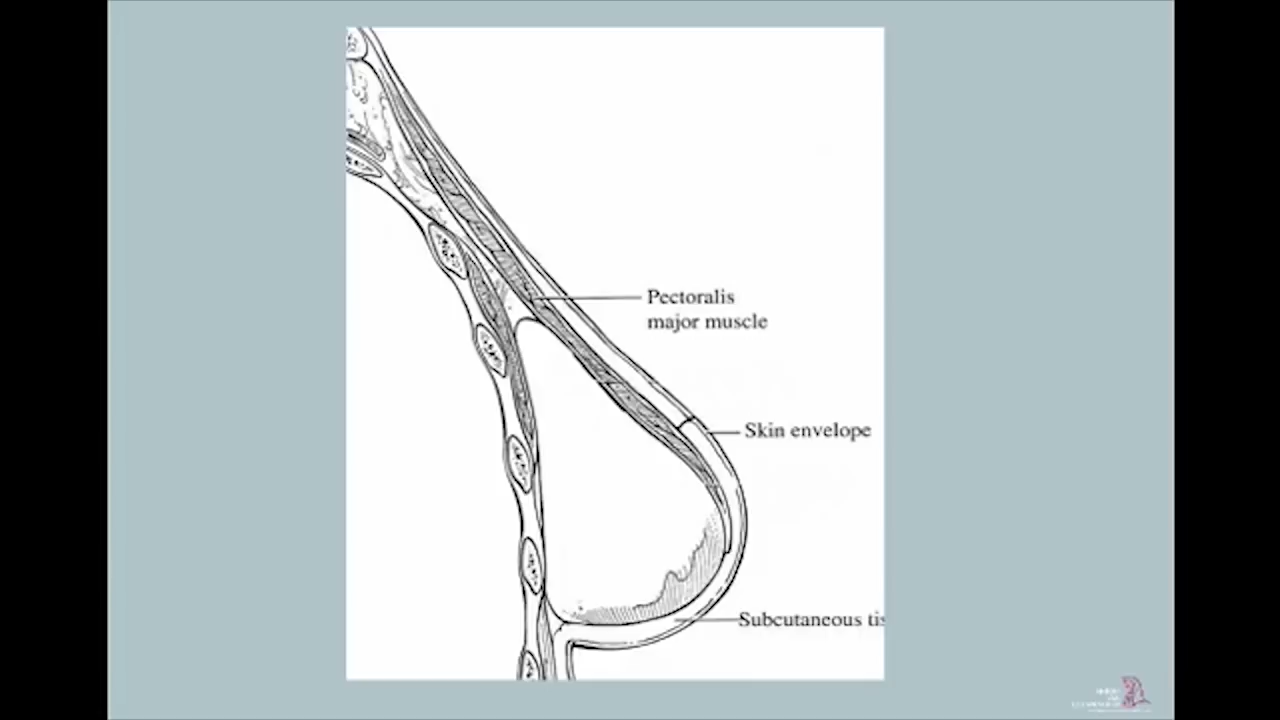 Pectoralis
major muscle
Skin envelope
Subcutaneous tis